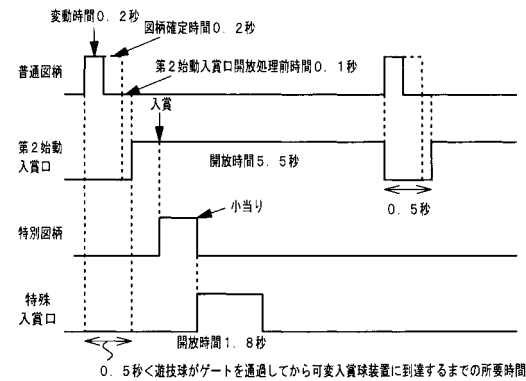 変動時間0.2秒
図柄確定時間0.2秒
普通図柄
第2始動入賞口開放処理前時間0.1秒
入賞
第2始動
入賞口
開放時間5.5秒
0.5秒
小当り
特別図柄
特殊
入賞口
開放時間1.8秒
0.5秒<遊技球がゲートを通過してから可変入賞球装置に到達するまでの所要時間